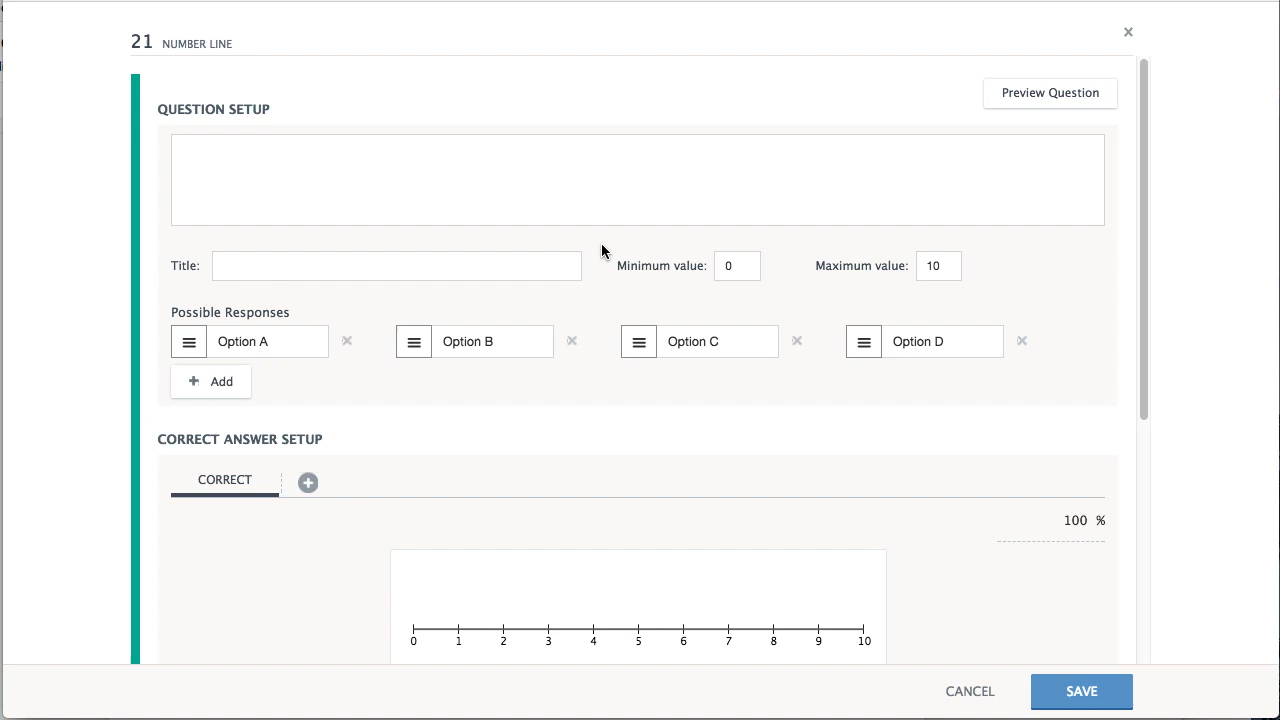 21 NUMBER LINE ×
Preview Question
QUESTION SETUP
Title: Minimum value: 0 Maximum value: 10
Possible Responses
Option A Option B Option C Option D
+ Add
CORRECT ANSWER SETUP
CORRECT +
100 %
0 1 2 3 4 5 6 7 8 9 10
CANCEL SAVE